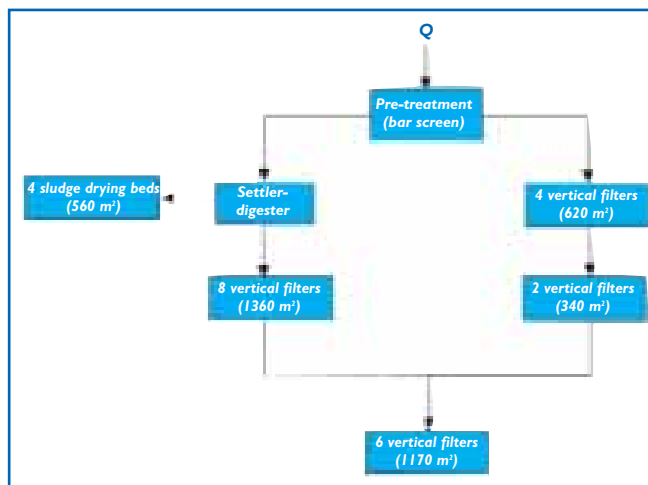 Q
Pre-treatment
(bar screen)
4 sludge drying beds
(560 m²)
Settler-
digester
4 vertical filters
(620 m²)
8 vertical filters
(1360 m²)
2 vertical filters
(340 m²)
6 vertical filters
(1170 m²)